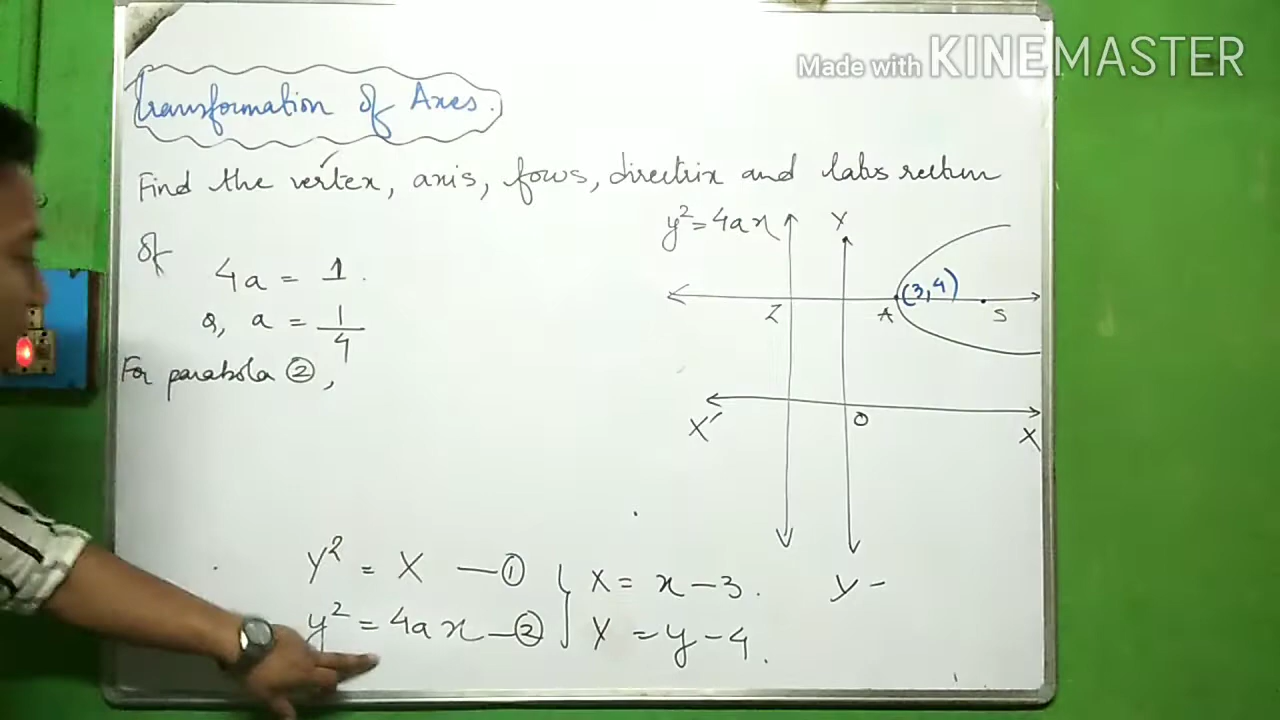 Made with KINEMASTER
Transformation of Axes.
Find the vertex, axis, focus, directrix and latus rectum
of
4a = 1.
a = 1/4
For parabola ②,
y² = 4ax
Y
Z
A
(3,4)
S
X'
O
X
Y² = X —①
y² = 4ax —②
X = x - 3.
Y = y - 4.
y -